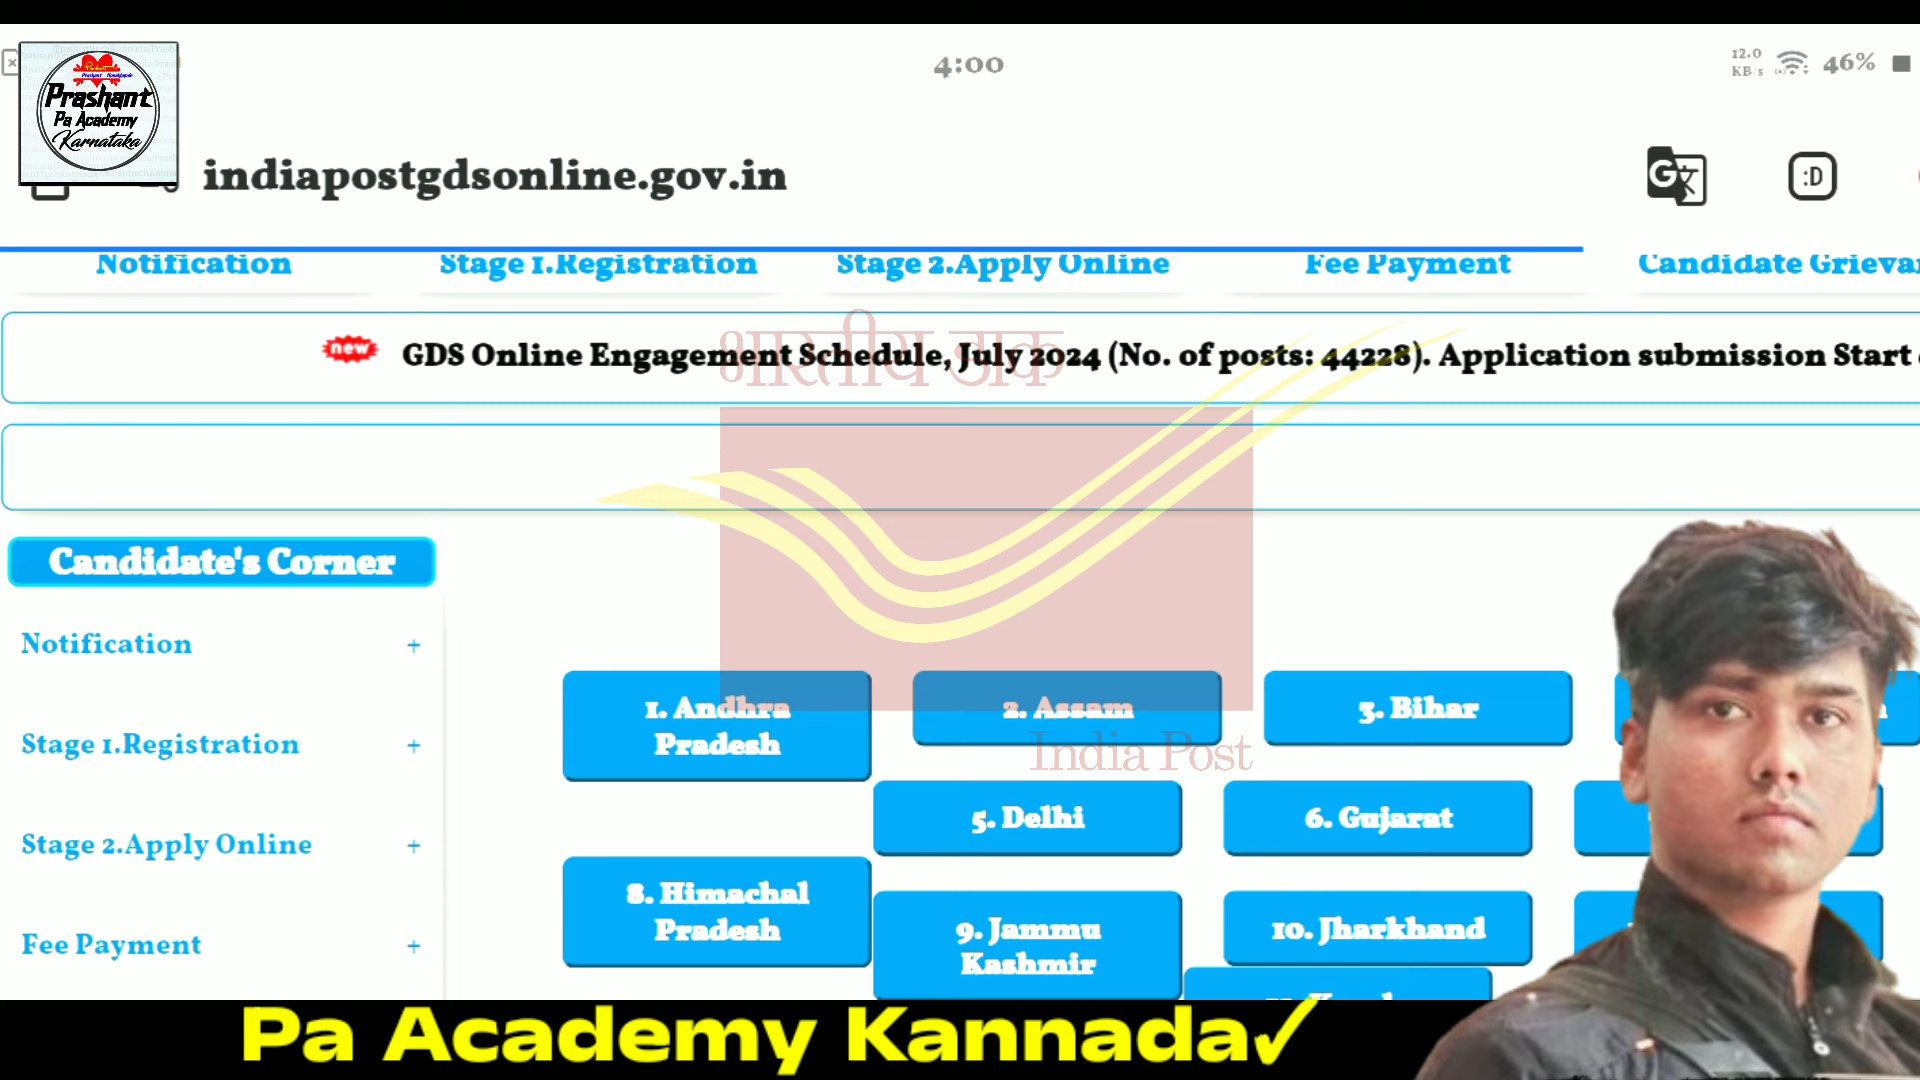 Prashant
Pa Academy
Karnataka
4:00
12.0
KB/s
46%
indiapostgdsonline.gov.in
:D
Notification
Stage 1.Registration
Stage 2.Apply Online
Fee Payment
Candidate
new
GDS Online Engagement Schedule, July 2024 (No. of posts: 44228). Application submission Start
भारतीय डाक
Candidate's Corner
Notification +
Stage 1.Registration +
Stage 2.Apply Online +
Fee Payment +
1. Andhra
Pradesh
2. Assam
3. Bihar
India Post
5. Delhi
6. Gujarat
8. Himachal
Pradesh
9. Jammu
Kashmir
10. Jharkhand
Pa Academy Kannada✓